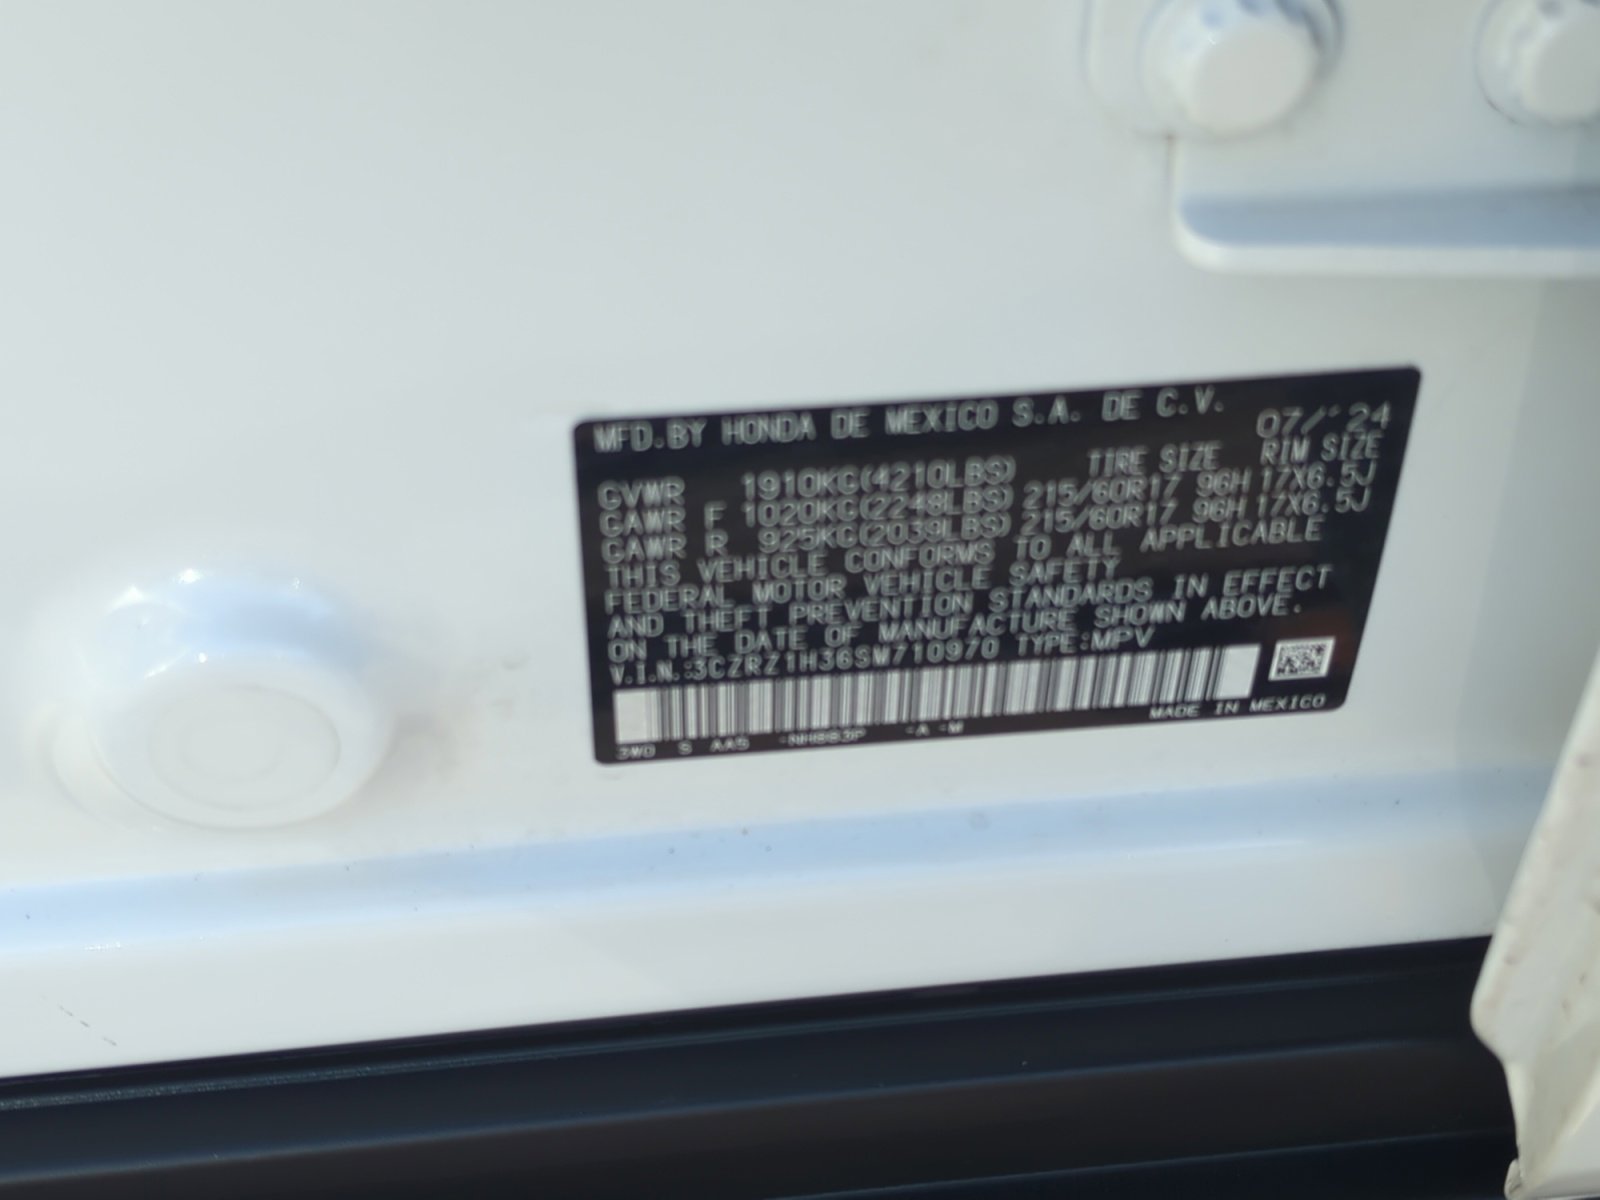 MFD.BY HONDA DE MEXICO S.A. DE C.V. 07/'24
TIRE SIZE RIM SIZE
GVWR 1910KG(4210LBS)
GAWR F 1020KG(2248LBS) 215/60R17 96H 17X6.5J
GAWR R 925KG(2039LBS) 215/60R17 96H 17X6.5J
THIS VEHICLE CONFORMS TO ALL APPLICABLE
FEDERAL MOTOR VEHICLE SAFETY
AND THEFT PREVENTION STANDARDS IN EFFECT
ON THE DATE OF MANUFACTURE SHOWN ABOVE.
V.I.N.:3CZRZ1H36SM710970 TYPE:MPV
MADE IN MEXICO
3W0 S AAS -NH883P -A -M